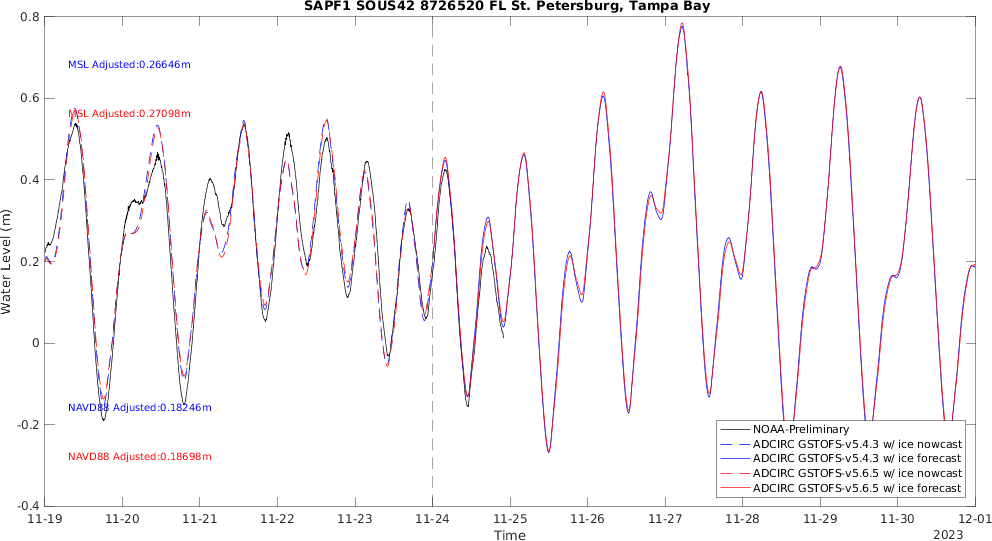 SAPF1 SOUS42 8726520 FL St. Petersburg, Tampa Bay
0.8
MSL Adjusted:0.26646m
0.6
MSL Adjusted:0.27098m
0.4
Water Level (m)
0.2
0
NAVD88 Adjusted:0.18246m
-0.2
NAVD88 Adjusted:0.18698m
NOAA-Preliminary
ADCIRC GSTOFS-v5.4.3 w/ ice nowcast
ADCIRC GSTOFS-v5.4.3 w/ ice forecast
ADCIRC GSTOFS-v5.6.5 w/ ice nowcast
ADCIRC GSTOFS-v5.6.5 w/ ice forecast
-0.4
11-19 11-20 11-21 11-22 11-23 11-24 11-25 11-26 11-27 11-28 11-29 11-30 12-01
Time
2023